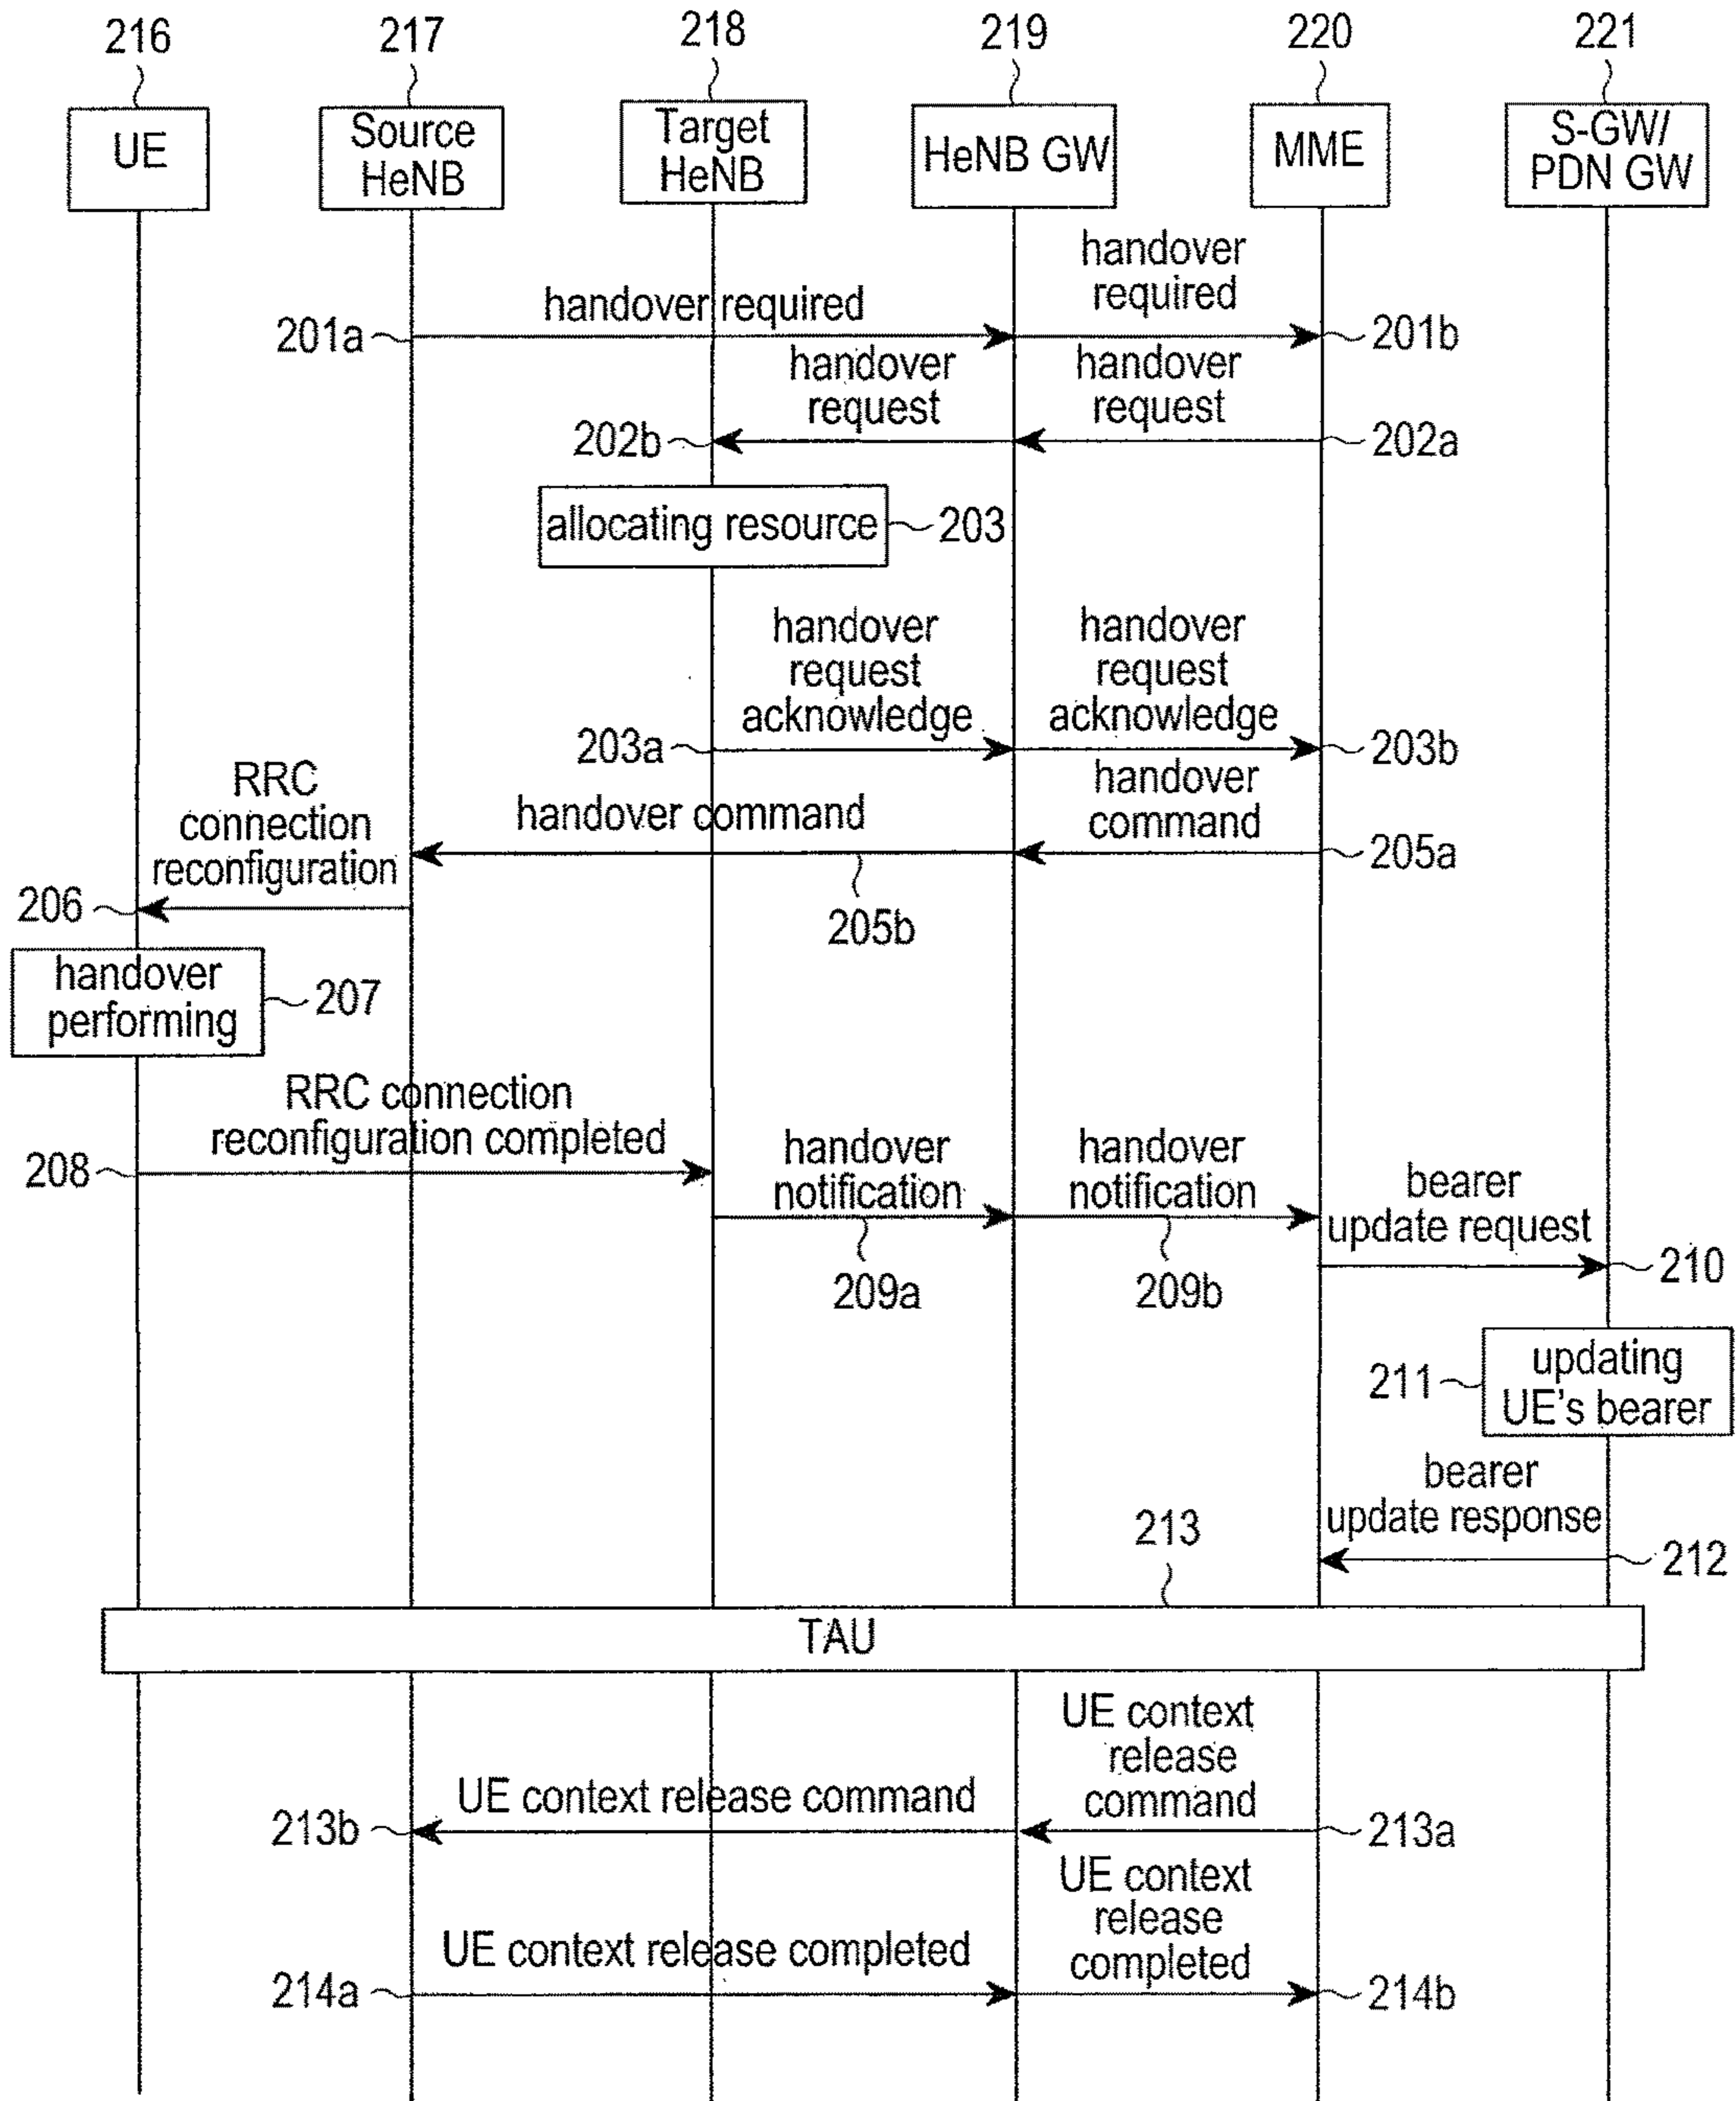 216
217
218
219
220
221
UE
Source
HeNB
Target
HeNB
HeNB GW
MME
S-GW/
PDN GW
handover required
handover
required
201a
201b
handover
request
handover
request
202b
202a
allocating resource
203
handover
request
acknowledge
handover
request
acknowledge
203a
203b
RRC
connection
reconfiguration
handover command
handover
command
205a
206
205b
handover
performing
207
RRC connection
reconfiguration completed
208
handover
notification
handover
notification
bearer
update request
209a
209b
210
211
updating
UE's bearer
bearer
update response
213
212
TAU
UE context release command
UE context
release
command
213b
213a
UE context release completed
UE context
release
completed
214a
214b